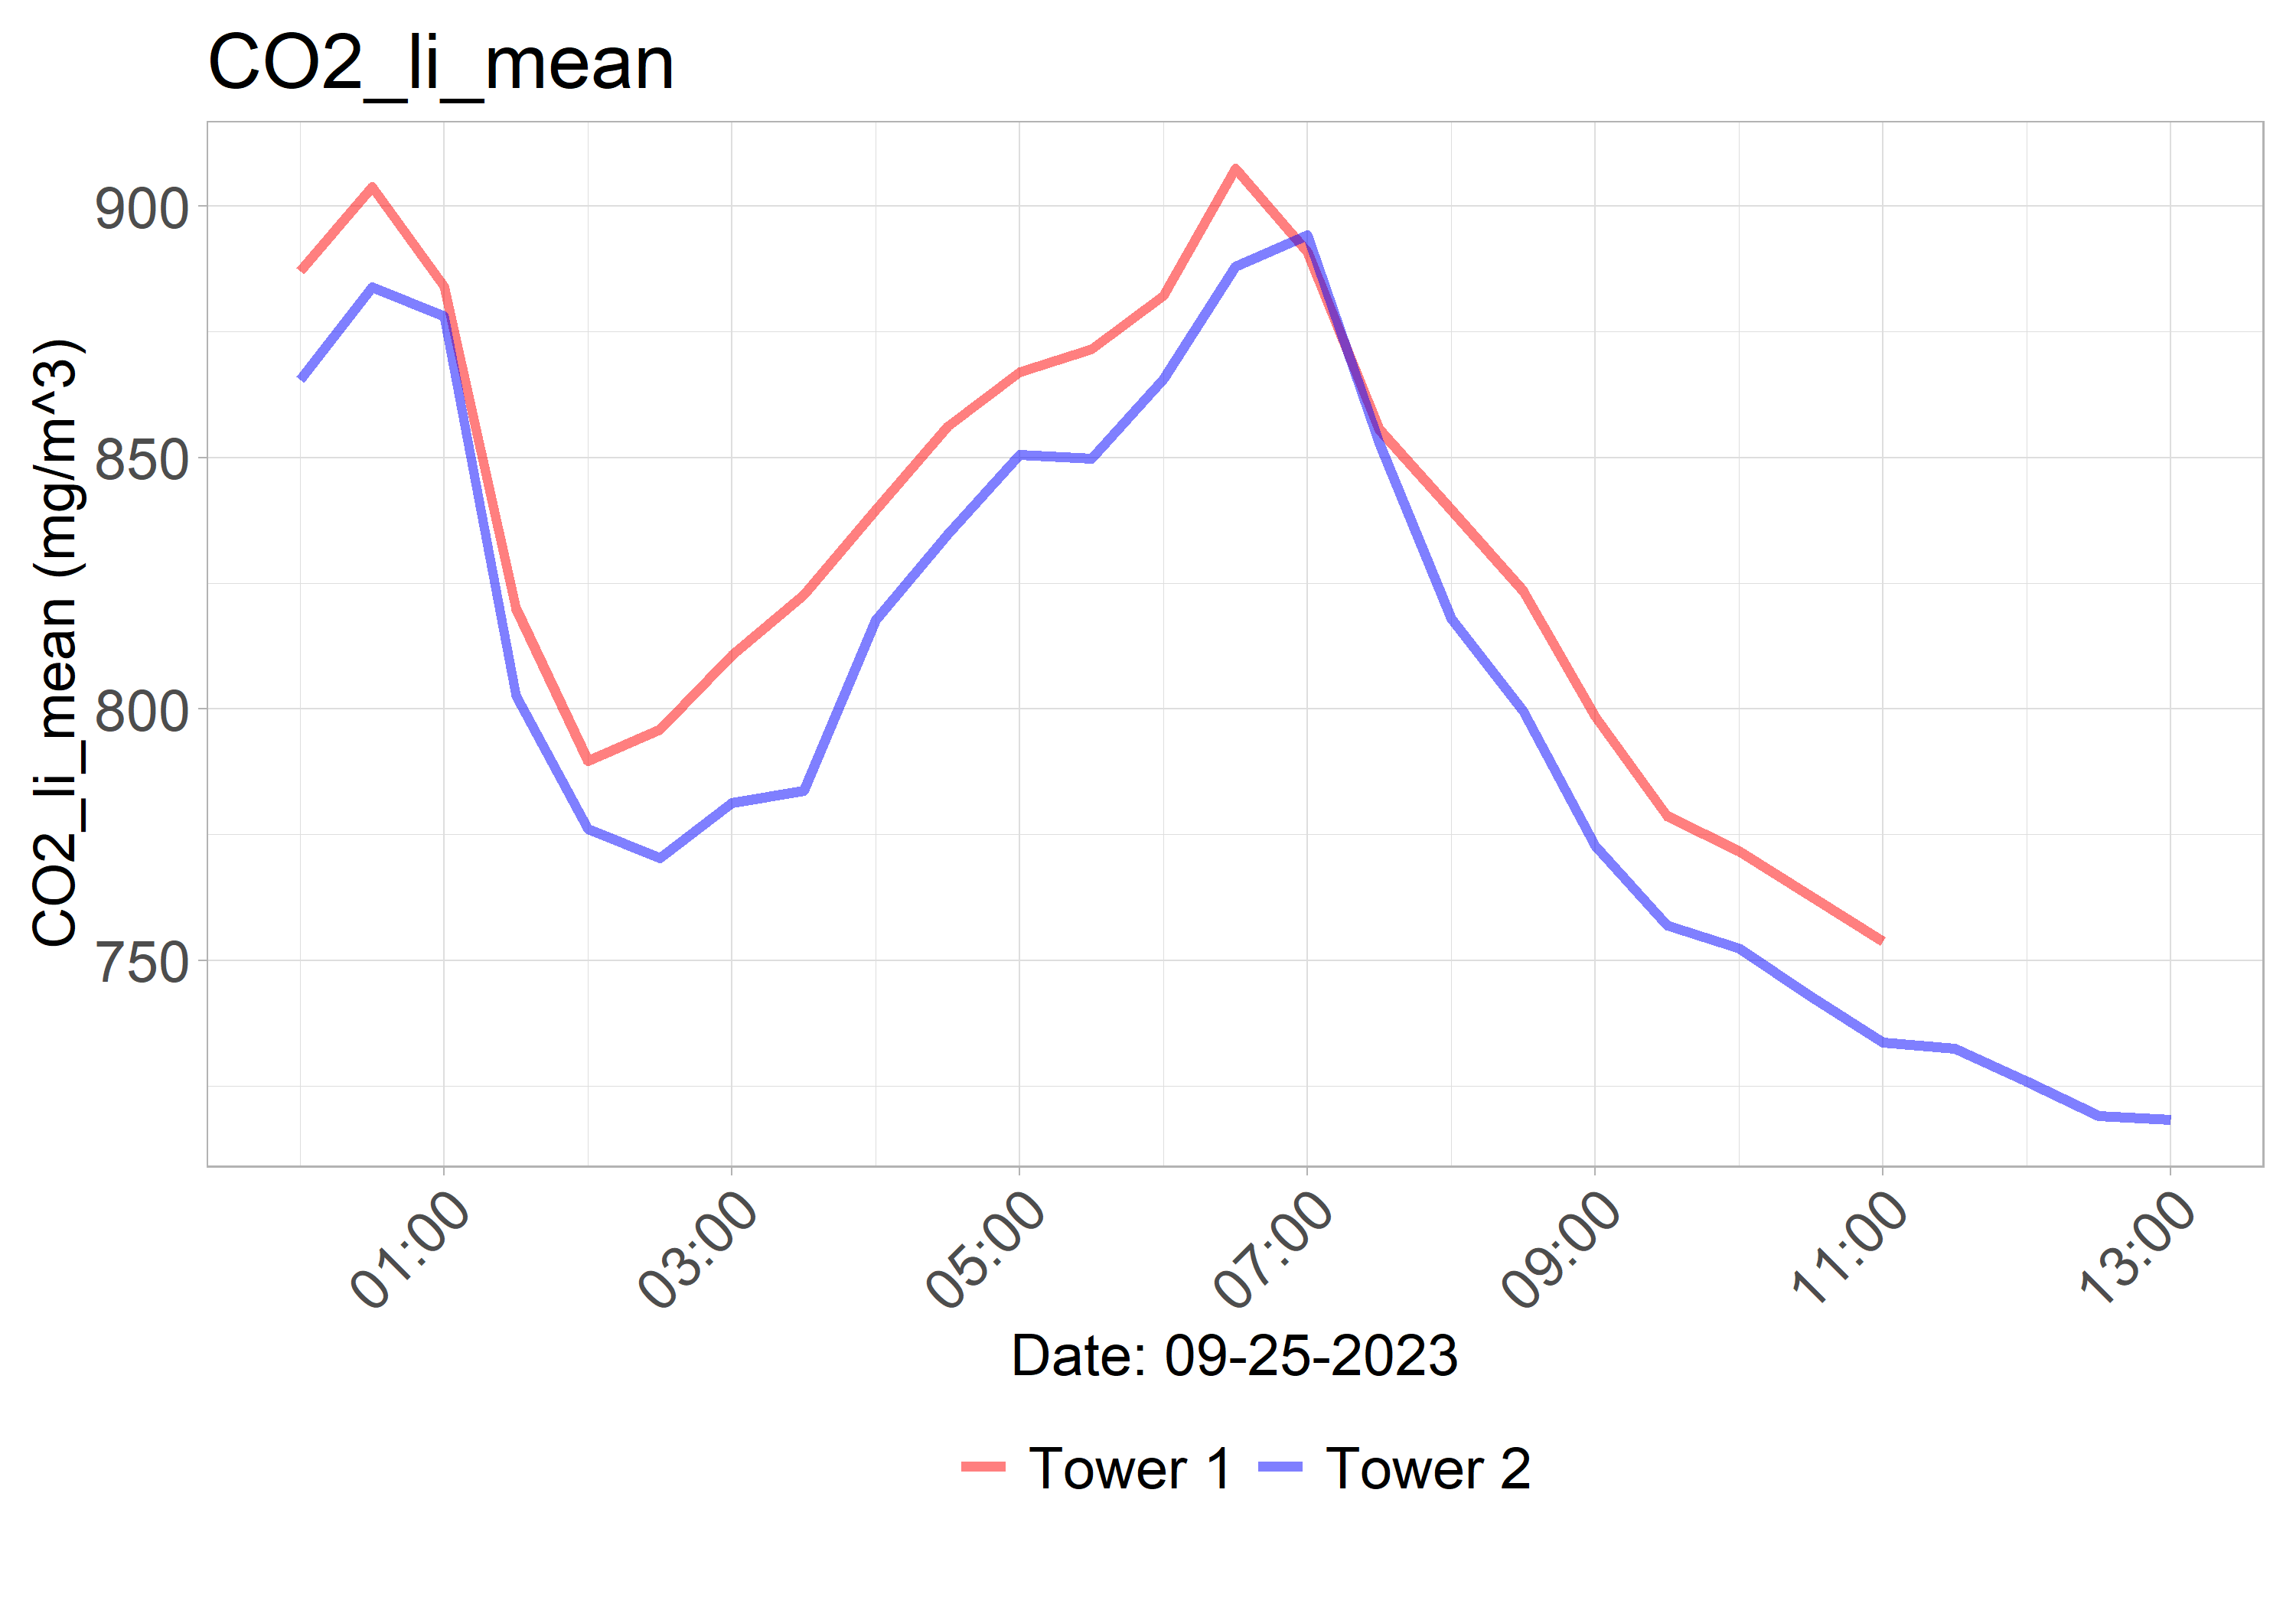 CO2_li_mean
CO2_li_mean (mg/m^3)
900
850
800
750
01:00
03:00
05:00
07:00
09:00
11:00
13:00
Date: 09-25-2023
Tower 1
Tower 2